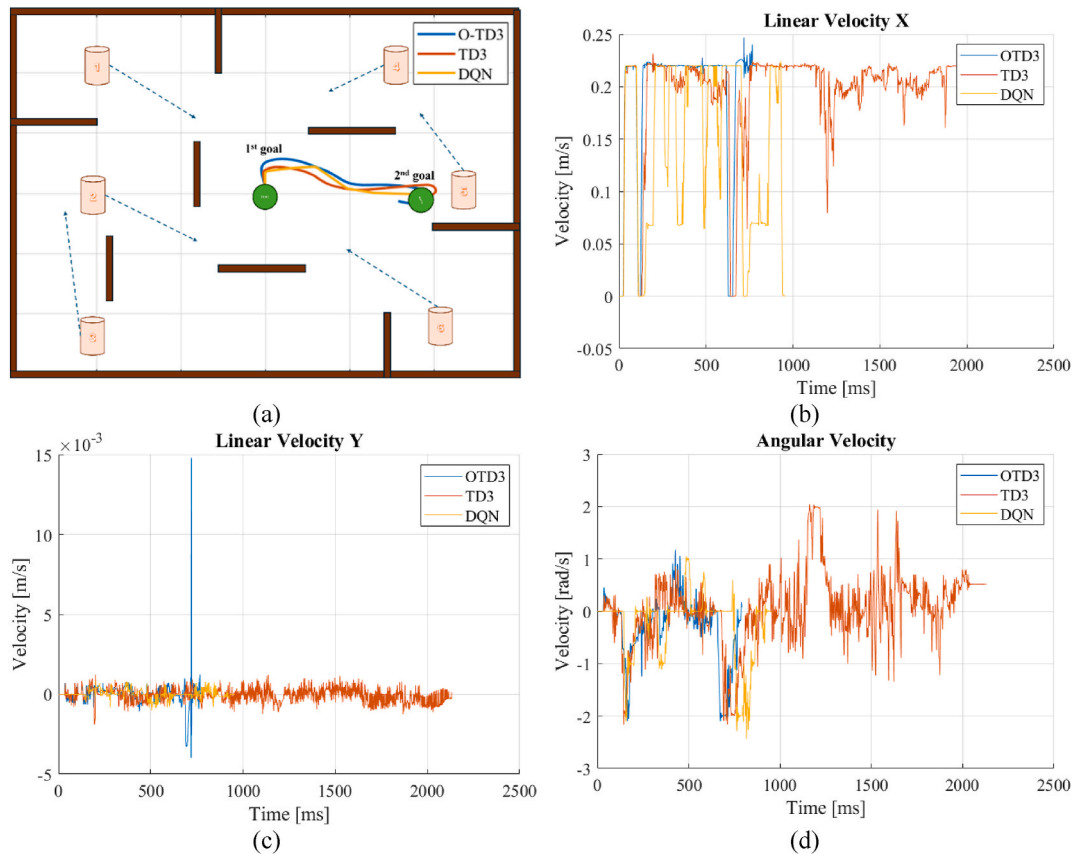 O-TD3
TD3
DQN
1st goal
2nd goal
(a)
Linear Velocity X
0.25
0.2
0.15
0.1
0.05
0
-0.05
Velocity [m/s]
OTD3
TD3
DQN
0 500 1000 1500 2000 2500
Time [ms]
(b)
Linear Velocity Y
×10-3
15
10
5
0
-5
Velocity [m/s]
OTD3
TD3
DQN
0 500 1000 1500 2000 2500
Time [ms]
(c)
Angular Velocity
3
2
1
0
-1
-2
-3
Velocity [rad/s]
OTD3
TD3
DQN
0 500 1000 1500 2000 2500
Time [ms]
(d)